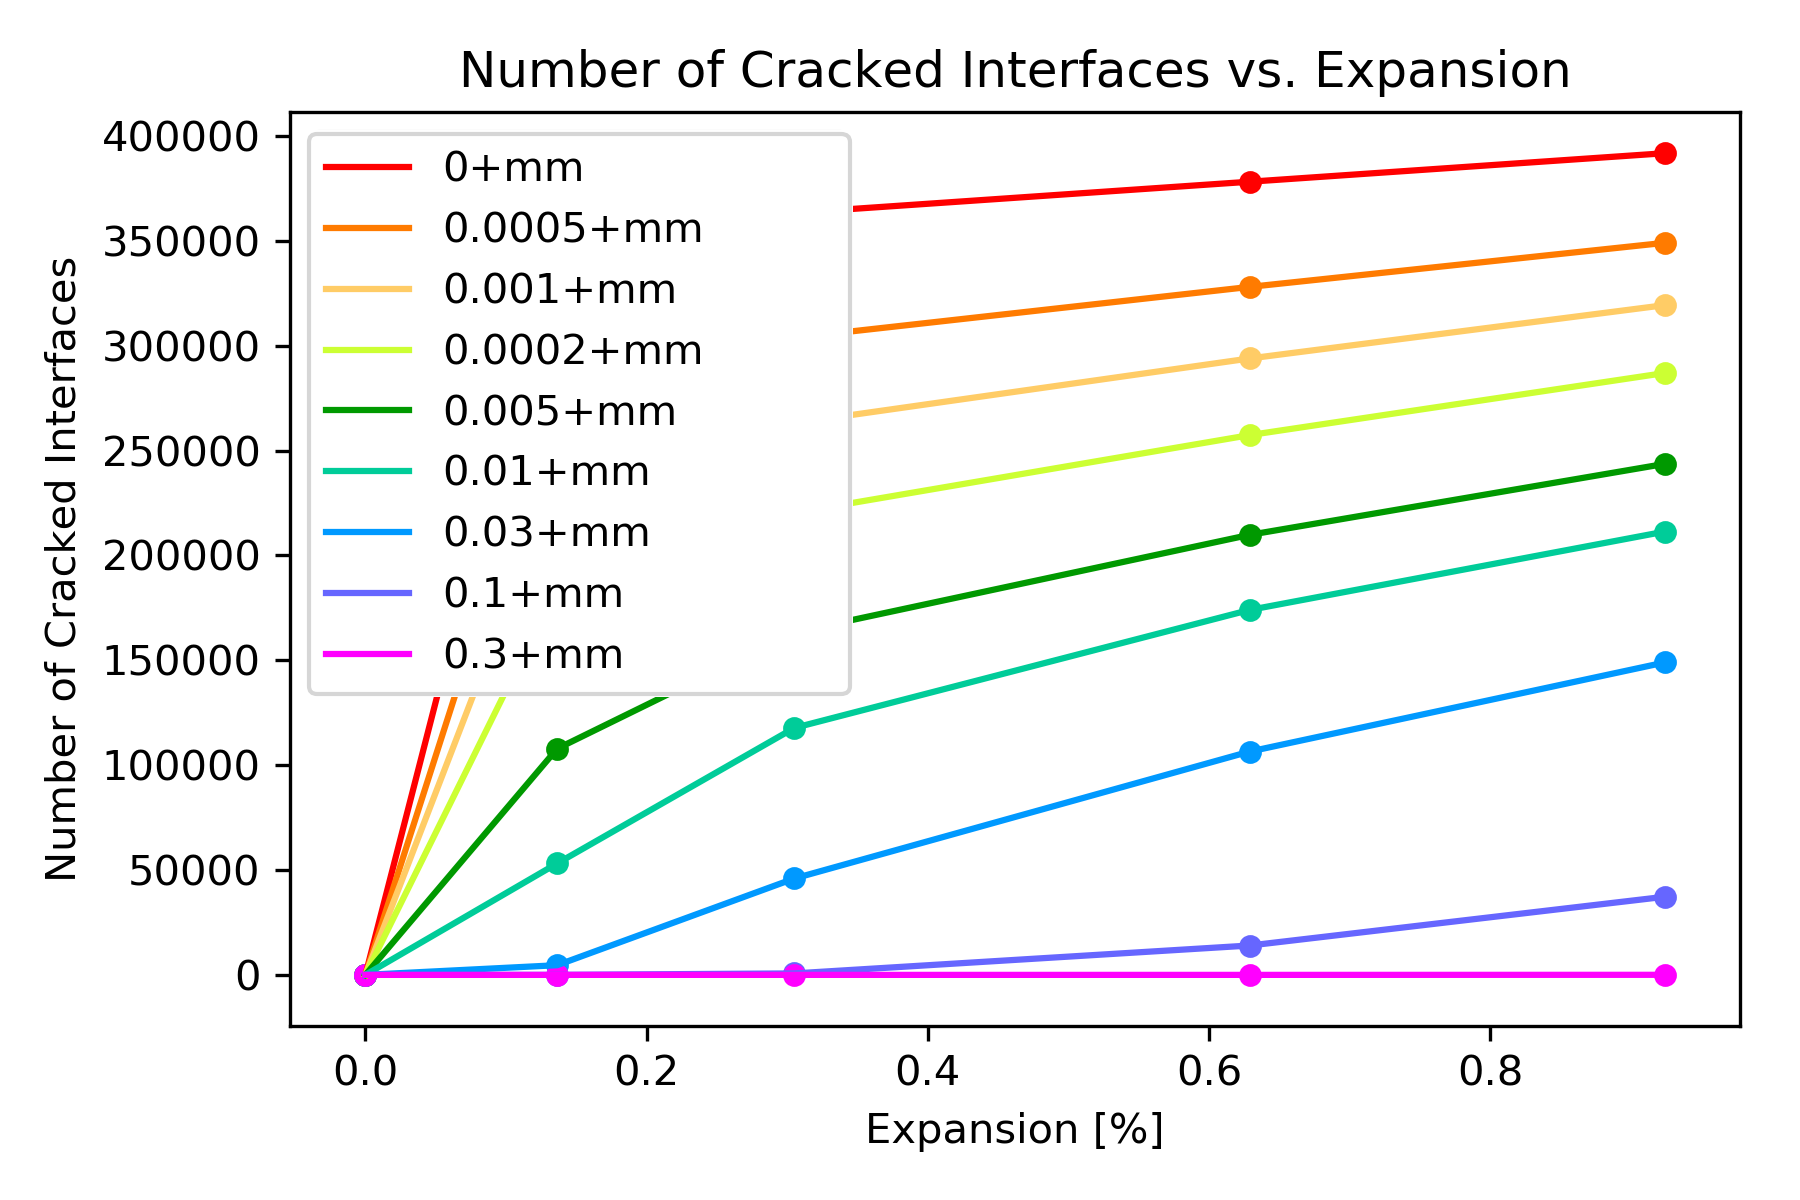 Number of Cracked Interfaces vs. Expansion
Number of Cracked Interfaces
400000
350000
300000
250000
200000
150000
100000
50000
0
0+mm
0.0005+mm
0.001+mm
0.0002+mm
0.005+mm
0.01+mm
0.03+mm
0.1+mm
0.3+mm
0.0 0.2 0.4 0.6 0.8
Expansion [%]